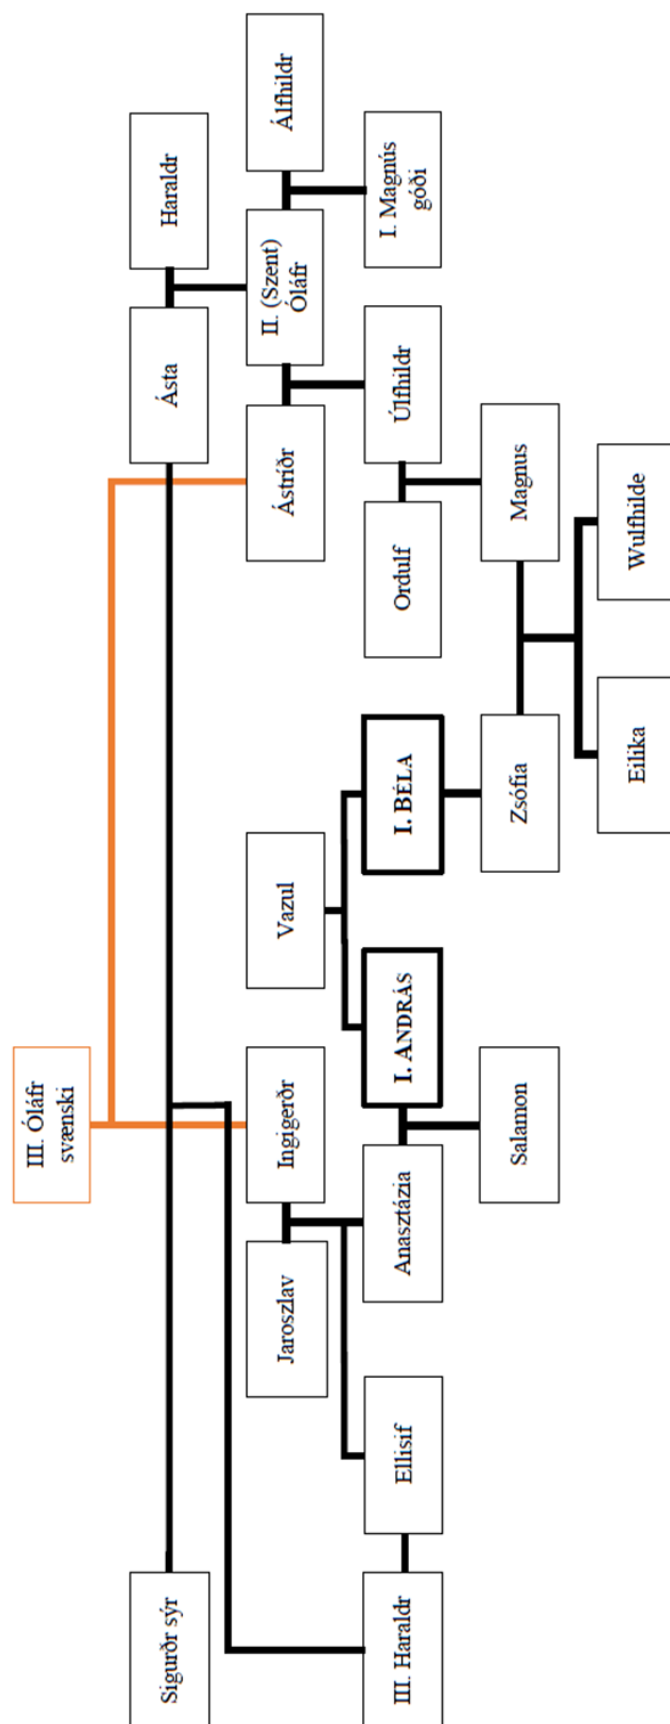 III. Óláfr
svænski
Sigurðr sýr
Ásta
Haraldr
Jaroszlav
Ingigerðr
Vazul
Ástríðr
II. (Szent)
Óláfr
Álfhildr
III. Haraldr
Ellisif
Anasztázia
I. ANDRÁS
I. BÉLA
Ordulf
Úlfhildr
I. Magnús
góði
Salamon
Zsófia
Magnus
Eilika
Wulfhilde